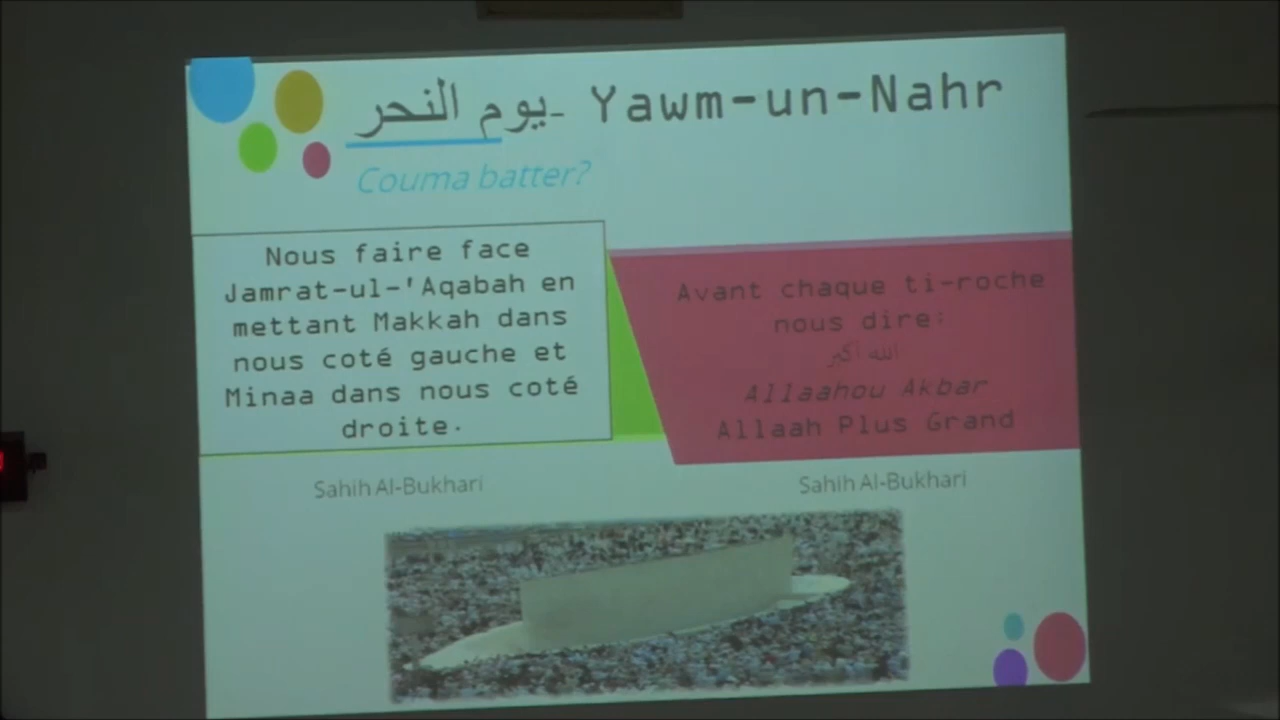 يوم النحر- Yawm-un-Nahr
Couma batter?
Nous faire face
Jamrat-ul-'Aqabah en
mettant Makkah dans
nous coté gauche et
Minaa dans nous coté
droite.
Sahih Al-Bukhari
Avant chaque ti-roche
nous dire:
الله أكبر
Allaahou Akbar
Allaah Plus Grand
Sahih Al-Bukhari